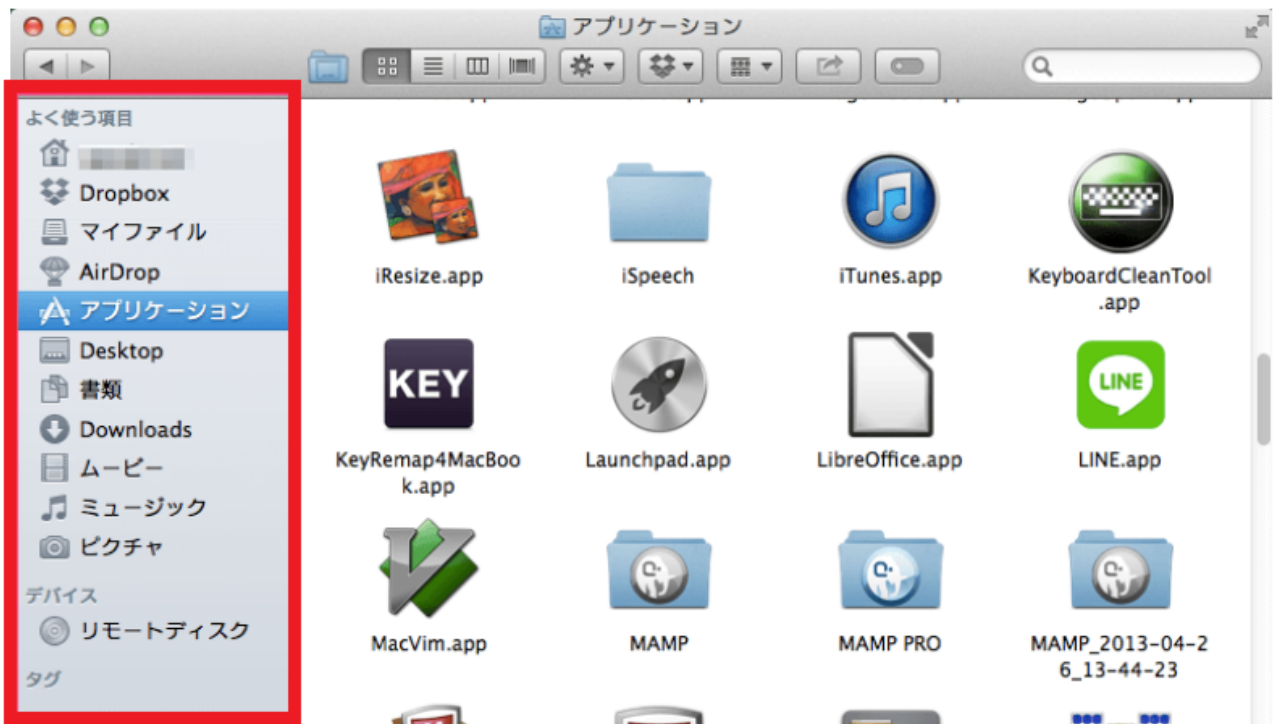 アプリケーション
よく使う項目
Dropbox
マイファイル
AirDrop
アプリケーション
Desktop
書類
Downloads
ムービー
ミュージック
ピクチャ
デバイス
リモートディスク
タグ
iResize.app
iSpeech
iTunes.app
KeyboardCleanTool
.app
KEY
LINE
KeyRemap4MacBoo
k.app
Launchpad.app
LibreOffice.app
LINE.app
MacVim.app
MAMP
MAMP PRO
MAMP_2013-04-2
6_13-44-23